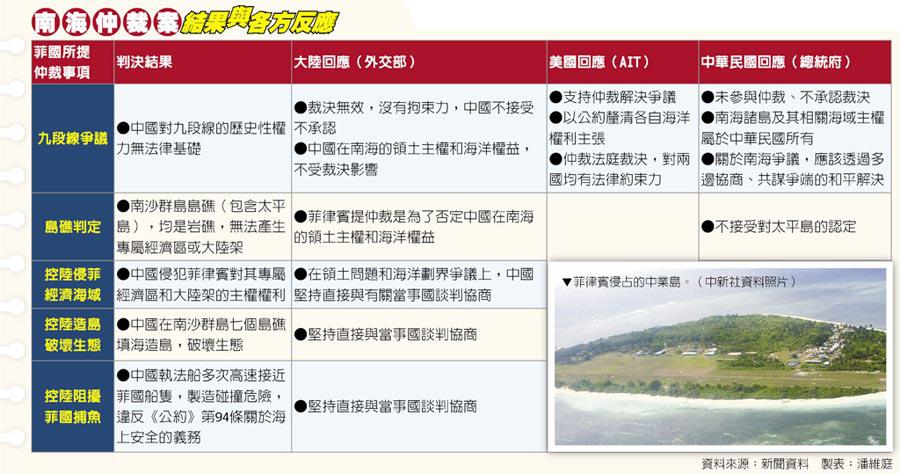 南海仲裁案結果與各方反應
菲國所提
仲裁事項
判決結果
大陸回應（外交部）
美國回應（AIT）
中華民國回應（總統府）
九段線爭議
●中國對九段線的歷史性權
力無法律基礎
●裁決無效，沒有拘束力，中國不接受
不承認
●中國在南海的領土主權和海洋權益，
不受裁決影響
●支持仲裁解決爭議
●以公約釐清各自海洋
權利主張
●仲裁法庭裁決，對兩
國均有法律約束力
●未參與仲裁、不承認裁決
●南海諸島及其相關海域主權
屬於中華民國所有
●關於南海爭議，應該透過多
邊協商、共謀爭端的和平解決
島礁判定
●南沙群島島礁（包含太平
島），均是岩礁，無法產生
專屬經濟區或大陸架
●菲律賓提仲裁是為了否定中國在南海
的領土主權和海洋權益
●不接受對太平島的認定
控陸侵菲
經濟海域
●中國侵犯菲律賓對其專屬
經濟區和大陸架的主權權利
●在領土問題和海洋劃界爭議上，中國
堅持直接與有關當事國談判協商
控陸造島
破壞生態
●中國在南沙群島七個島礁
填海造島，破壞生態
●堅持直接與當事國談判協商
控陸阻擾
菲國捕魚
●中國執法船多次高速接近
菲國船隻，製造碰撞危險，
違反《公約》第94條關於海
上安全的義務
●堅持直接與當事國談判協商
▼菲律賓侵占的中業島。（中新社資料照片）
資料來源：新聞資料　製表：潘維庭